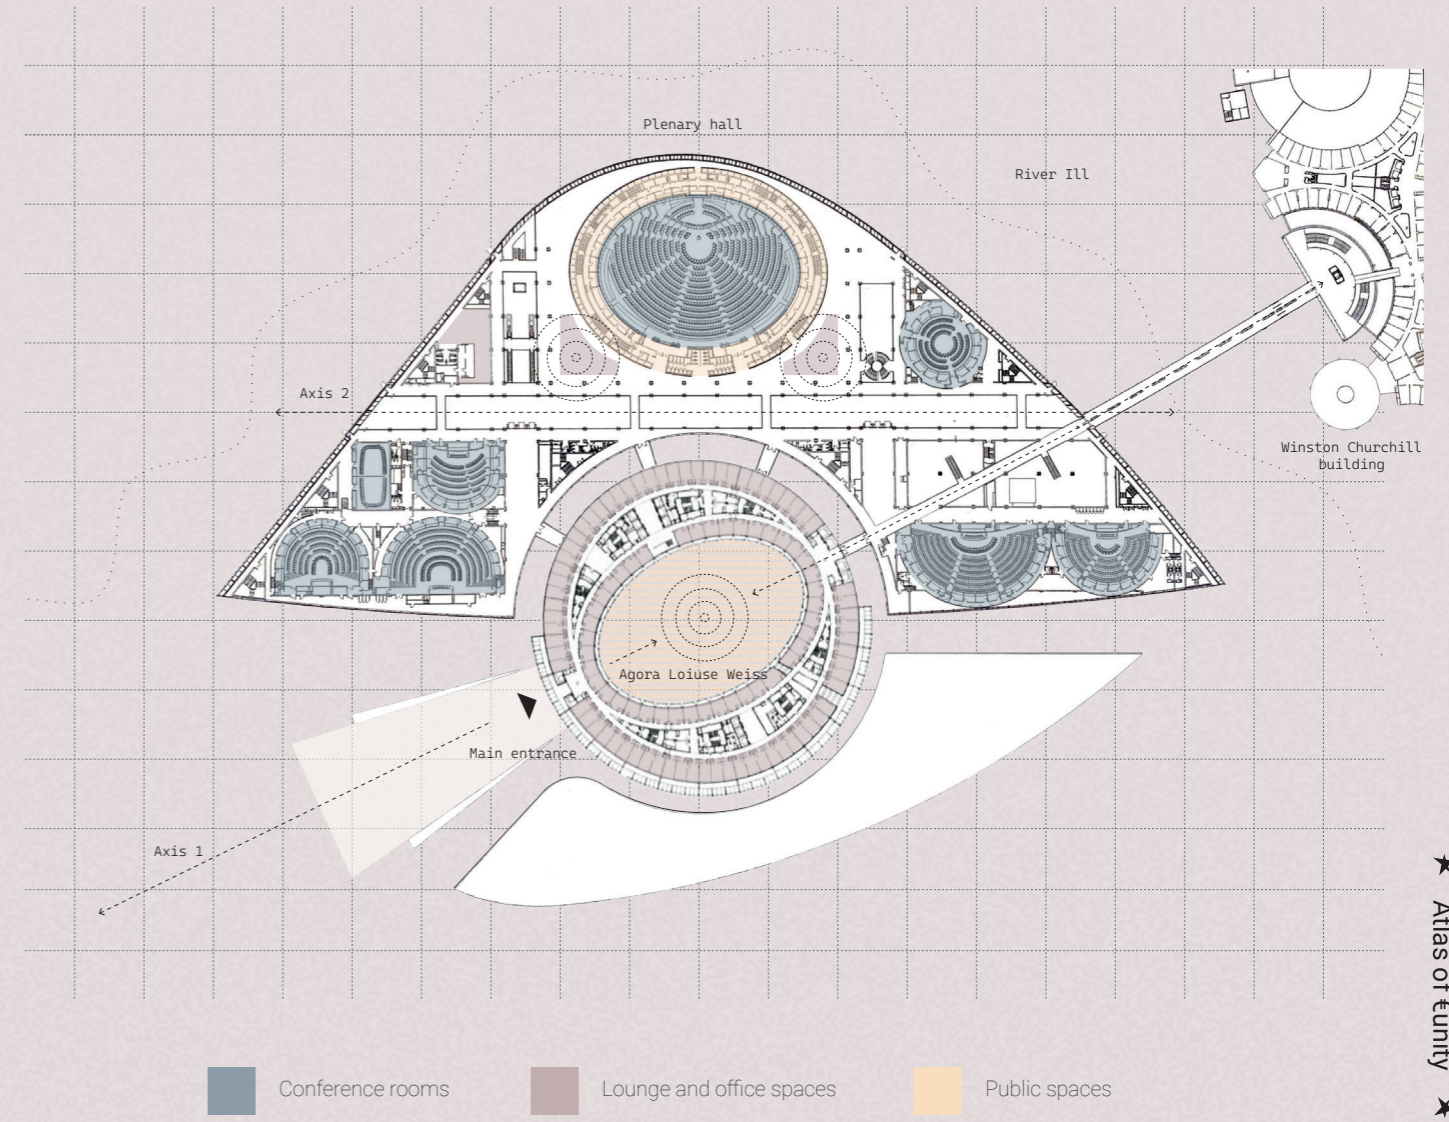 Plenary hall
River Ill
Axis 2
Winston Churchill
building
Agora Loiuse Weiss
Main entrance
Axis 1
★ Atlas of €unity ★
Conference rooms
Lounge and office spaces
Public spaces